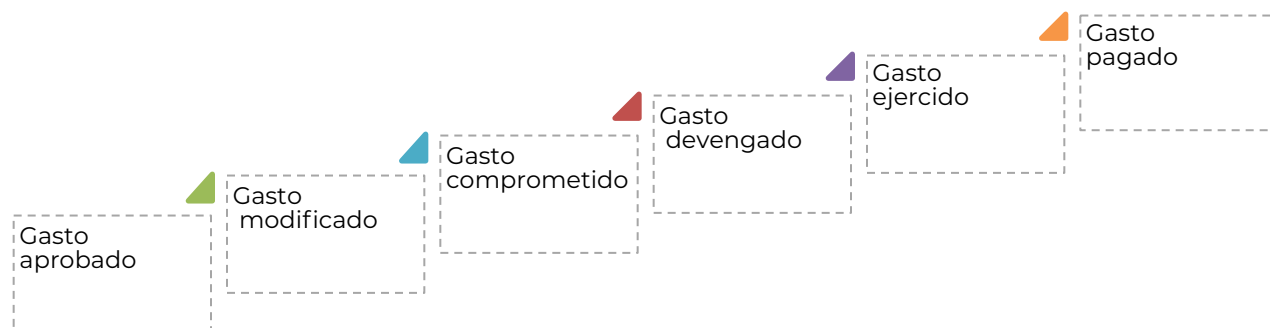 Gasto
aprobado
Gasto
modificado
Gasto
comprometido
Gasto
devengado
Gasto
ejercido
Gasto
pagado